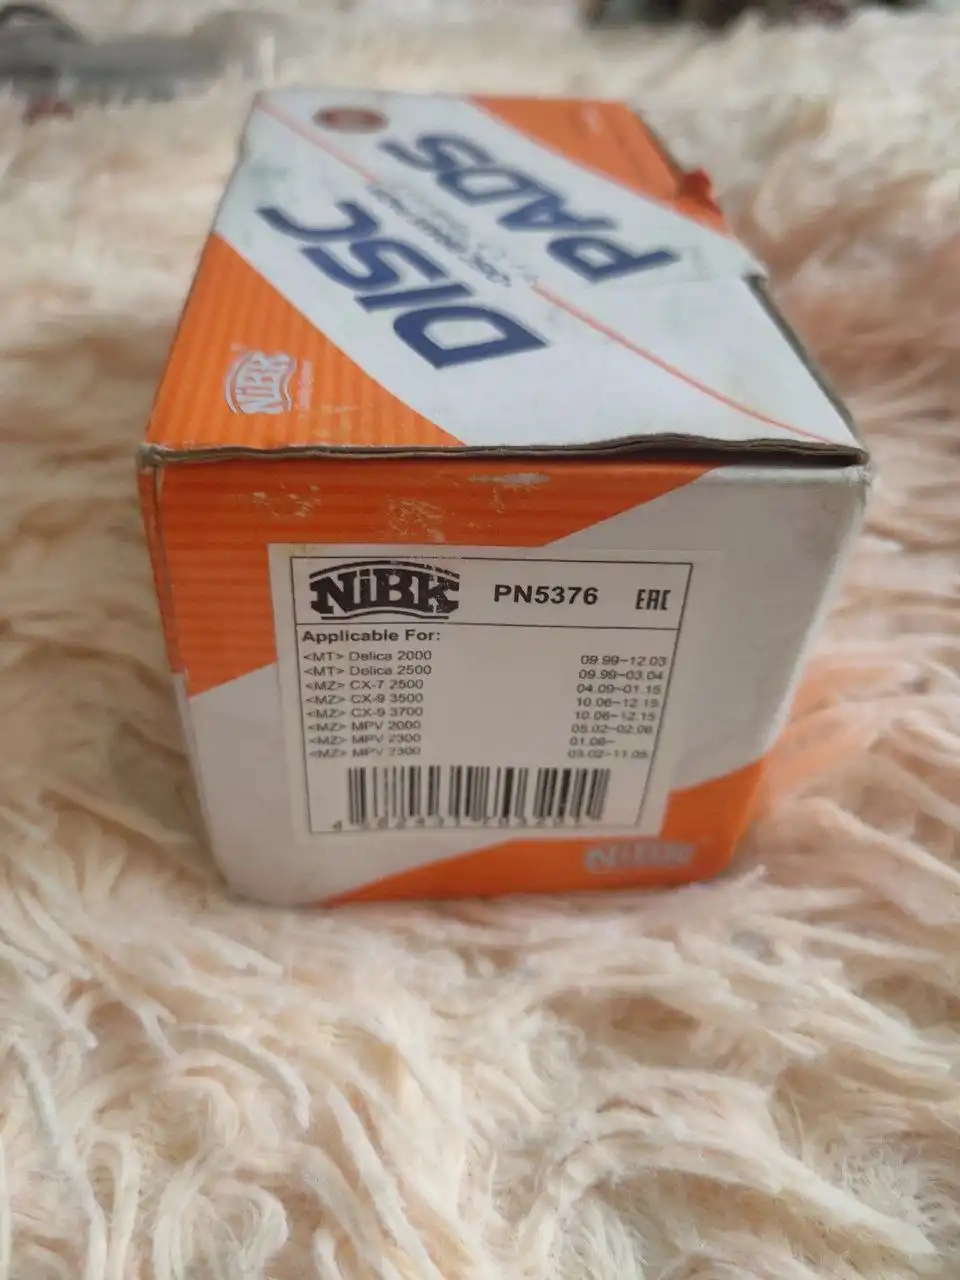 DISC
PADS
NiBK
NiBK
PN5376
EAC
Applicable For:
<MT> Delica 2000 09.99~12.03
<MT> Delica 2500 09.99~03.04
<MZ> CX-7 2500 04.09~01.15
<MZ> CX-9 3500 10.06~12.15
<MZ> CX-9 3700 10.06~12.15
<MZ> MPV 2000 05.02~02.06
<MZ> MPV 2300 01.06~
<MZ> MPV 2300 03.02~11.05
NiBK